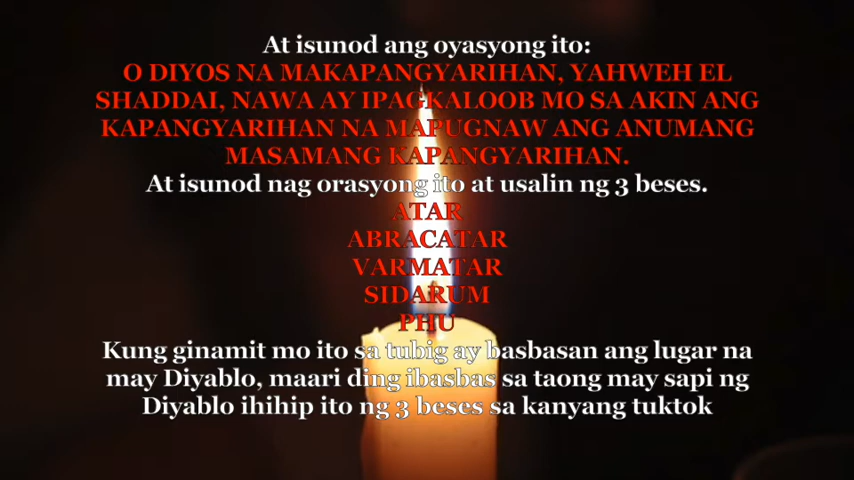 At isunod ang oyasyong ito:
O DIYOS NA MAKAPANGYARIHAN, YAHWEH EL
SHADDAI, NAWA AY IPAGKALOOB MO SA AKIN ANG
KAPANGYARIHAN NA MAPUGNAW ANG ANUMANG
MASAMANG KAPANGYARIHAN.
At isunod nag orasyong ito at usalin ng 3 beses.
ATAR
ABRACATAR
VARMATAR
SIDARUM
PHU
Kung ginamit mo ito sa tubig ay basbasan ang lugar na
may Diyablo, maari ding ibasbas sa taong may sapi ng
Diyablo ihihip ito ng 3 beses sa kanyang tuktok